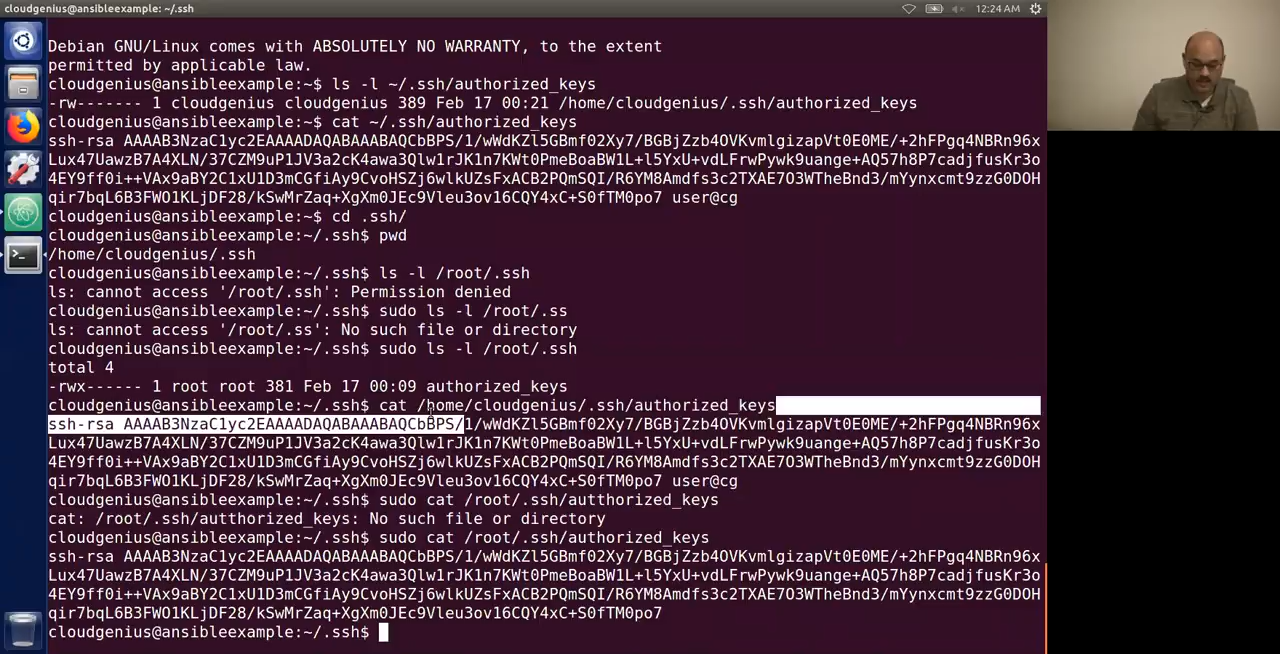 cloudgenius@ansibleexample: ~/.ssh
12:24 AM
Debian GNU/Linux comes with ABSOLUTELY NO WARRANTY, to the extent
permitted by applicable law.
cloudgenius@ansibleexample:~$ ls -l ~/.ssh/authorized_keys
-rw------- 1 cloudgenius cloudgenius 389 Feb 17 00:21 /home/cloudgenius/.ssh/authorized_keys
cloudgenius@ansibleexample:~$ cat ~/.ssh/authorized_keys
ssh-rsa AAAAB3NzaC1yc2EAAAADAQABAAABAQCbBPS/1/wWdKZl5GBmf02Xy7/BGBjZzb4OVKvmlgizapVt0E0ME/+2hFPgq4NBRn96x
Lux47UawzB7A4XLN/37CZM9uP1JV3a2cK4awa3Qlw1rJK1n7KWt0PmeBoaBW1L+l5YxU+vdLFrwPywk9uange+AQ57h8P7cadjfusKr3o
4EY9ff0i++VAx9aBY2C1xU1D3mCGfiAy9CvoHSZj6wlkUZsFxACB2PQmSQI/R6YM8Amdfs3c2TXAE7O3WTheBnd3/mYynxcmt9zzG0DOH
qir7bqL6B3FWO1KLjDF28/kSwMrZaq+XgXm0JEc9Vleu3ov16CQY4xC+S0fTM0po7 user@cg
cloudgenius@ansibleexample:~$ cd .ssh/
cloudgenius@ansibleexample:~/.ssh$ pwd
/home/cloudgenius/.ssh
cloudgenius@ansibleexample:~/.ssh$ ls -l /root/.ssh
ls: cannot access '/root/.ssh': Permission denied
cloudgenius@ansibleexample:~/.ssh$ sudo ls -l /root/.ss
ls: cannot access '/root/.ss': No such file or directory
cloudgenius@ansibleexample:~/.ssh$ sudo ls -l /root/.ssh
total 4
-rwx------ 1 root root 381 Feb 17 00:09 authorized_keys
cloudgenius@ansibleexample:~/.ssh$ cat /home/cloudgenius/.ssh/authorized_keys
ssh-rsa AAAAB3NzaC1yc2EAAAADAQABAAABAQCbBPS/1/wWdKZl5GBmf02Xy7/BGBjZzb4OVKvmlgizapVt0E0ME/+2hFPgq4NBRn96x
Lux47UawzB7A4XLN/37CZM9uP1JV3a2cK4awa3Qlw1rJK1n7KWt0PmeBoaBW1L+l5YxU+vdLFrwPywk9uange+AQ57h8P7cadjfusKr3o
4EY9ff0i++VAx9aBY2C1xU1D3mCGfiAy9CvoHSZj6wlkUZsFxACB2PQmSQI/R6YM8Amdfs3c2TXAE7O3WTheBnd3/mYynxcmt9zzG0DOH
qir7bqL6B3FWO1KLjDF28/kSwMrZaq+XgXm0JEc9Vleu3ov16CQY4xC+S0fTM0po7 user@cg
cloudgenius@ansibleexample:~/.ssh$ sudo cat /root/.ssh/autthorized_keys
cat: /root/.ssh/autthorized_keys: No such file or directory
cloudgenius@ansibleexample:~/.ssh$ sudo cat /root/.ssh/authorized_keys
ssh-rsa AAAAB3NzaC1yc2EAAAADAQABAAABAQCbBPS/1/wWdKZl5GBmf02Xy7/BGBjZzb4OVKvmlgizapVt0E0ME/+2hFPgq4NBRn96x
Lux47UawzB7A4XLN/37CZM9uP1JV3a2cK4awa3Qlw1rJK1n7KWt0PmeBoaBW1L+l5YxU+vdLFrwPywk9uange+AQ57h8P7cadjfusKr3o
4EY9ff0i++VAx9aBY2C1xU1D3mCGfiAy9CvoHSZj6wlkUZsFxACB2PQmSQI/R6YM8Amdfs3c2TXAE7O3WTheBnd3/mYynxcmt9zzG0DOH
qir7bqL6B3FWO1KLjDF28/kSwMrZaq+XgXm0JEc9Vleu3ov16CQY4xC+S0fTM0po7
cloudgenius@ansibleexample:~/.ssh$